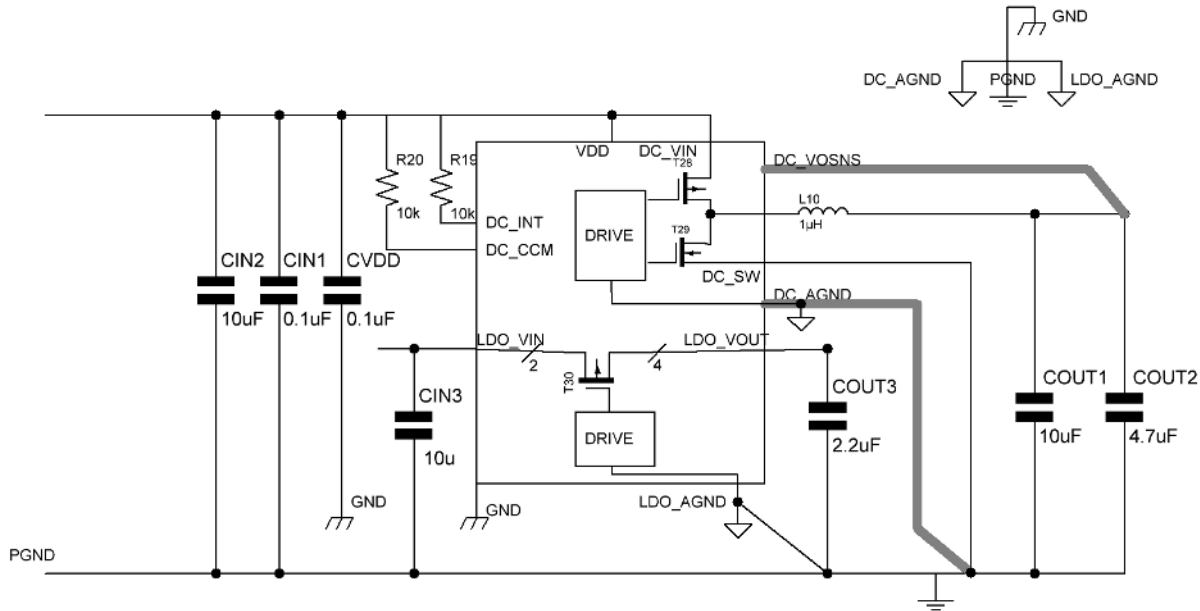 GND
DC_AGND
PGND
LDO_AGND
VDD
DC_VIN
T28
DC_VOSNS
R20
R19
10k
10k
L10
1µH
DC_INT
DRIVE
T29
DC_CCM
DC_SW
CIN2
CIN1
CVDD
10uF
0.1uF
0.1uF
DC_AGND
LDO_VIN
2
4
LDO_VOUT
T30
CIN3
10u
COUT3
2.2uF
COUT1
10uF
COUT2
4.7uF
DRIVE
GND
GND
LDO_AGND
PGND